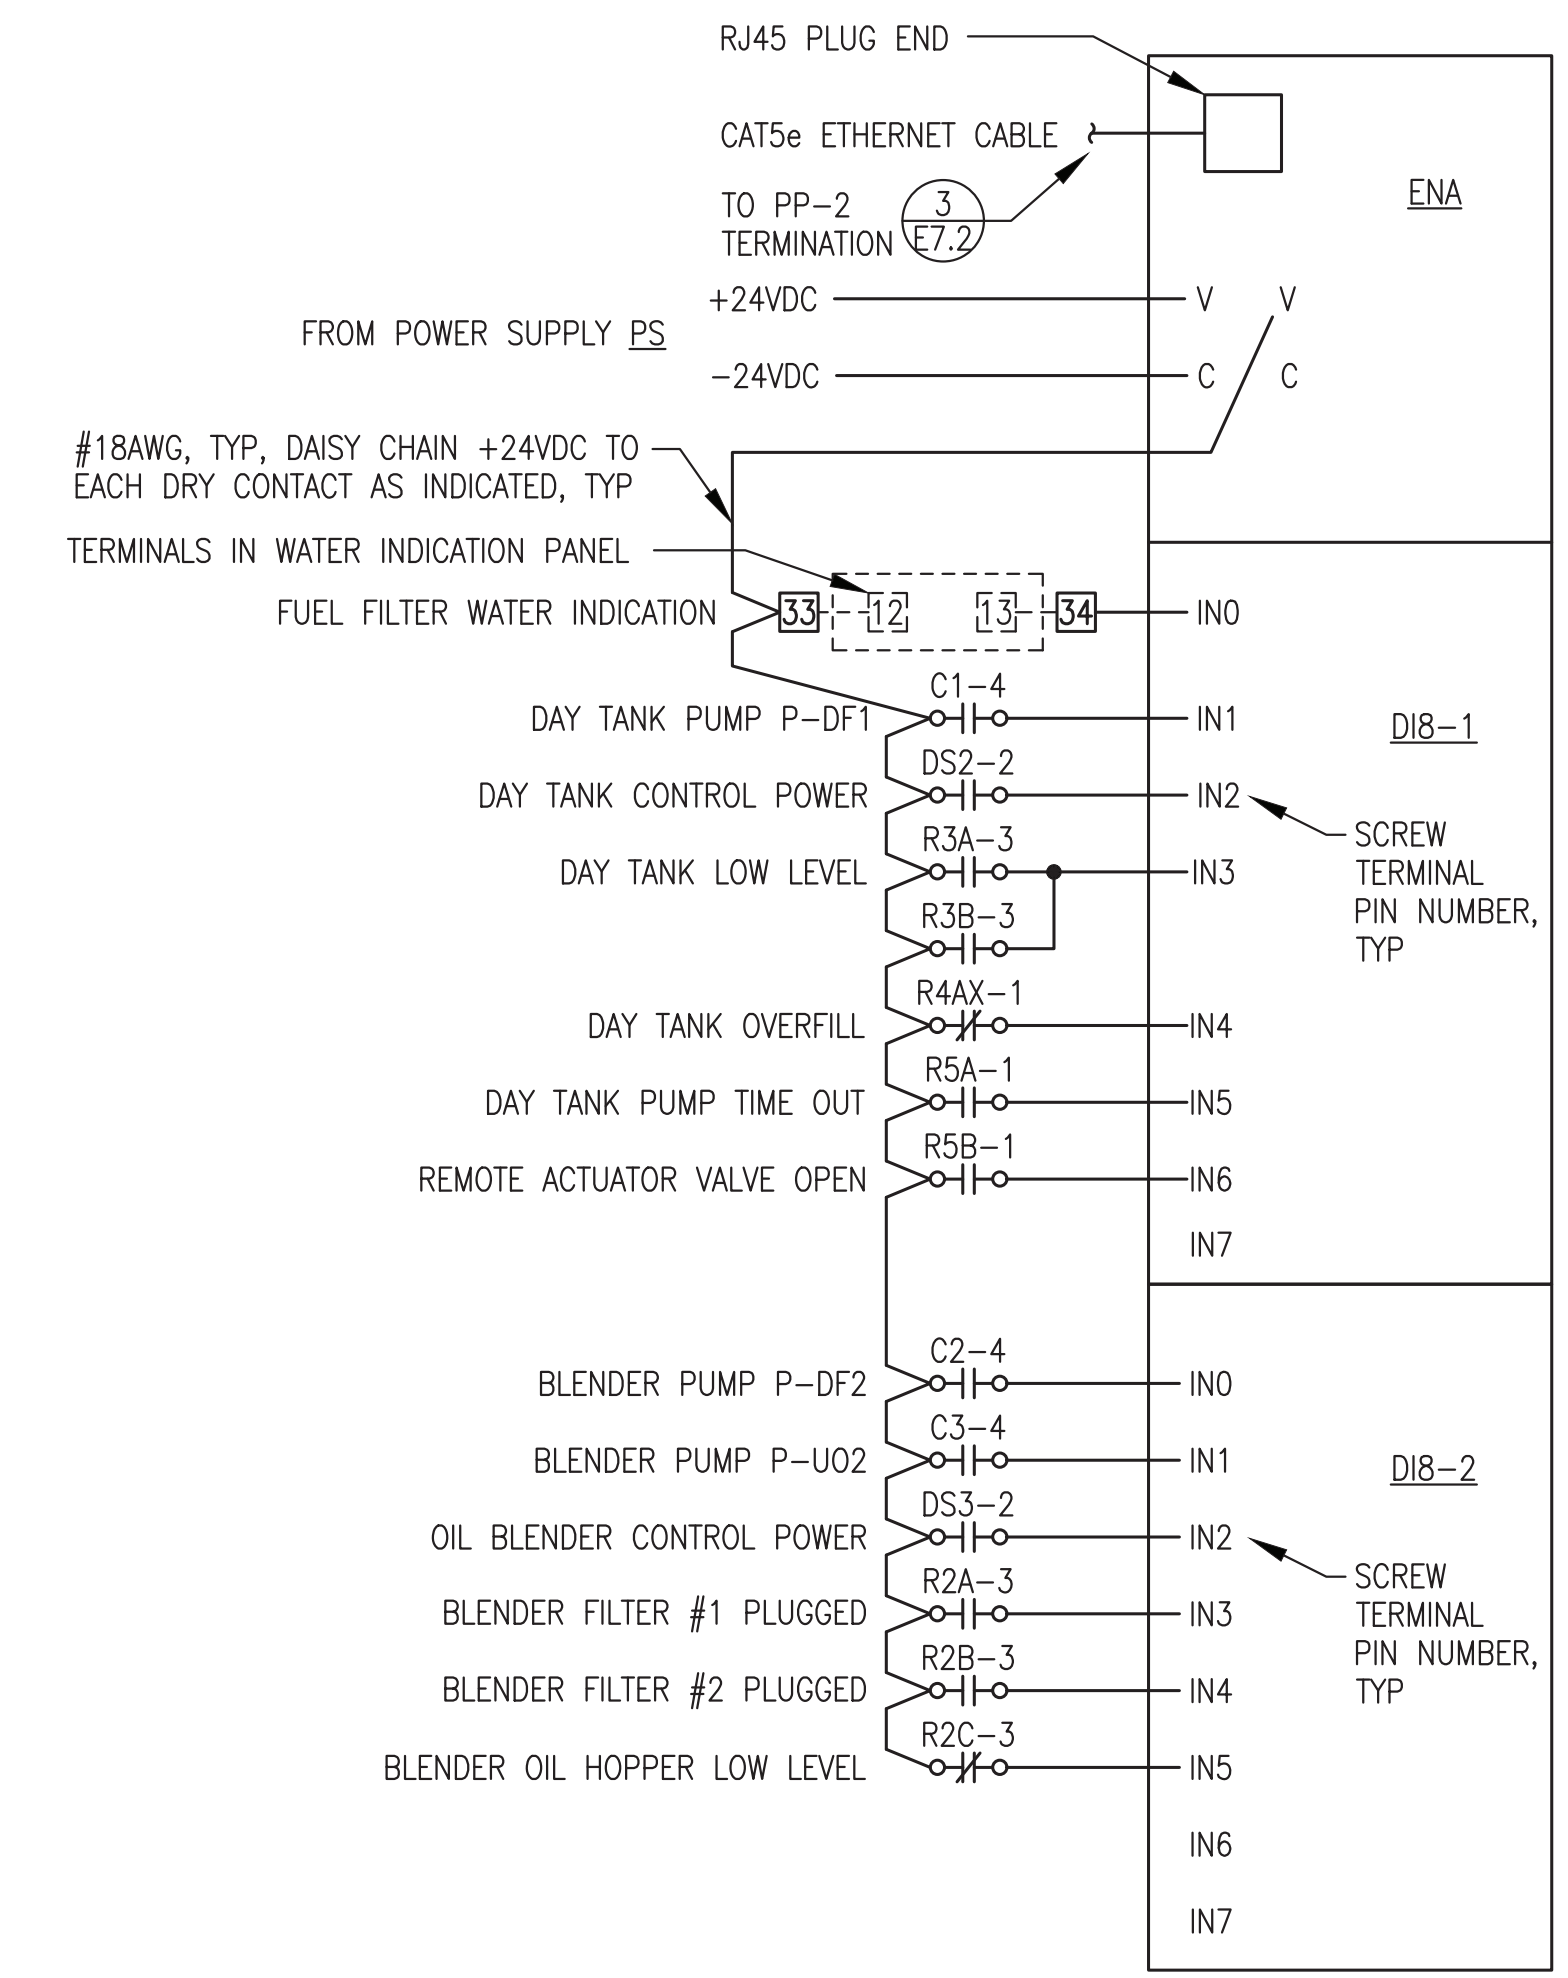 RJ45 PLUG END
CAT5e ETHERNET CABLE
TO PP-2
TERMINATION
3
E7.2
ENA
+24VDC
V V
FROM POWER SUPPLY PS
-24VDC
C C
#18AWG, TYP, DAISY CHAIN +24VDC TO
EACH DRY CONTACT AS INDICATED, TYP
TERMINALS IN WATER INDICATION PANEL
FUEL FILTER WATER INDICATION
33 12 13 34
IN0
C1-4
DAY TANK PUMP P-DF1
IN1
DI8-1
DS2-2
DAY TANK CONTROL POWER
IN2
SCREW
TERMINAL
PIN NUMBER,
TYP
R3A-3
DAY TANK LOW LEVEL
IN3
R3B-3
R4AX-1
DAY TANK OVERFILL
IN4
R5A-1
DAY TANK PUMP TIME OUT
IN5
R5B-1
REMOTE ACTUATOR VALVE OPEN
IN6
IN7
C2-4
BLENDER PUMP P-DF2
IN0
C3-4
BLENDER PUMP P-UO2
IN1
DI8-2
DS3-2
OIL BLENDER CONTROL POWER
IN2
SCREW
TERMINAL
PIN NUMBER,
TYP
R2A-3
BLENDER FILTER #1 PLUGGED
IN3
R2B-3
BLENDER FILTER #2 PLUGGED
IN4
R2C-3
BLENDER OIL HOPPER LOW LEVEL
IN5
IN6
IN7